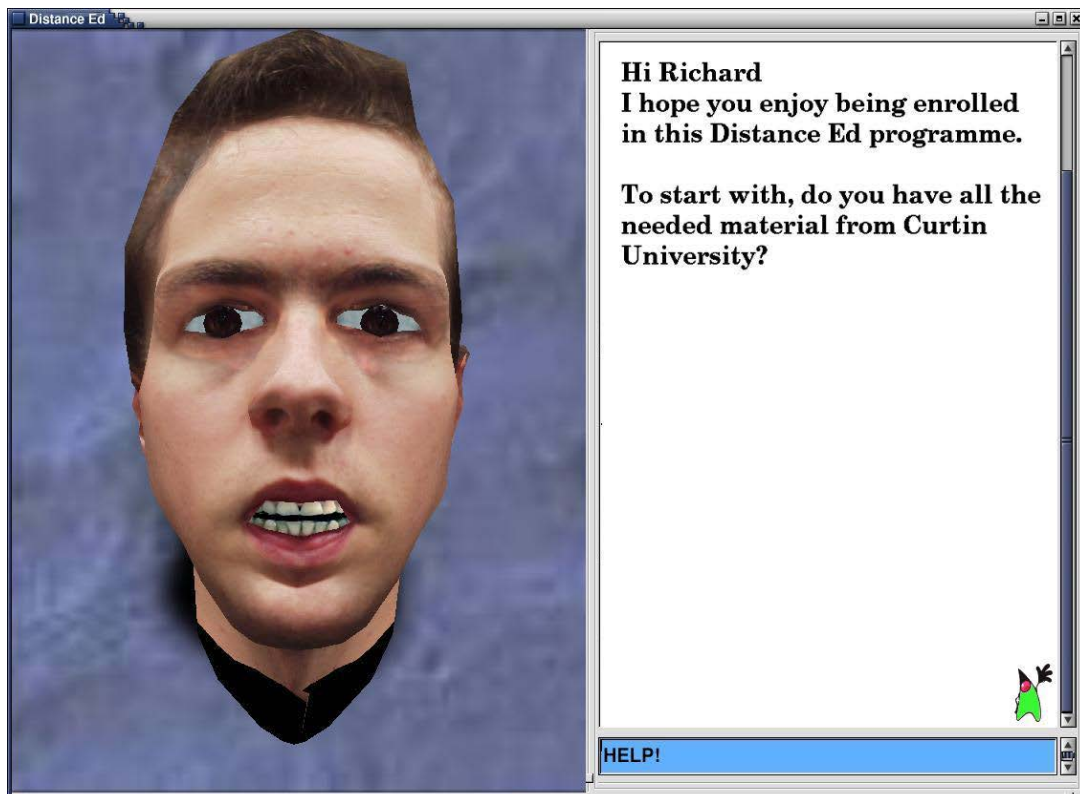 Distance Ed
Hi Richard
I hope you enjoy being enrolled
in this Distance Ed programme.
To start with, do you have all the
needed material from Curtin
University?
HELP!